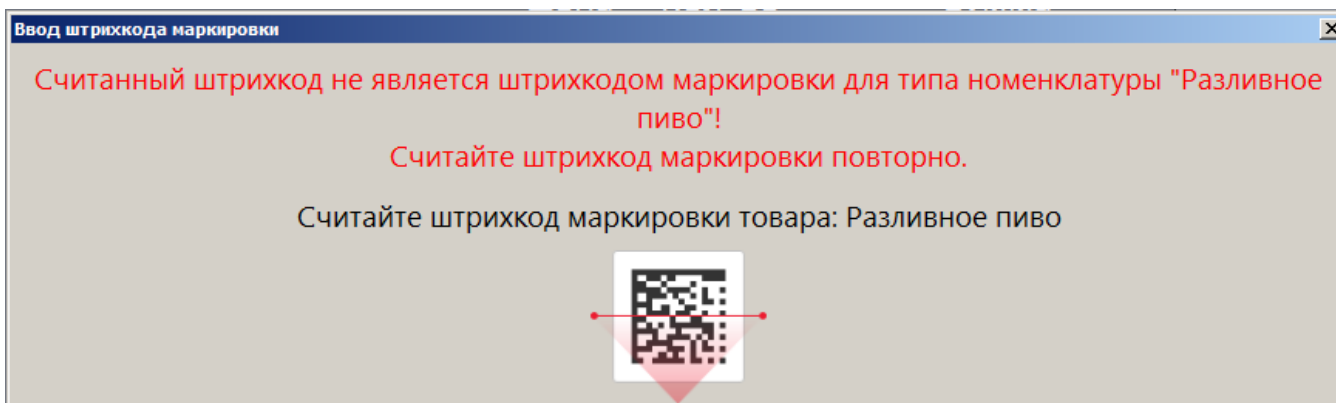 Ввод штрихкода маркировки
Считанный штрихкод не является штрихкодом маркировки для типа номенклатуры "Разливное
пиво"!
Считайте штрихкод маркировки повторно.
Считайте штрихкод маркировки товара: Разливное пиво